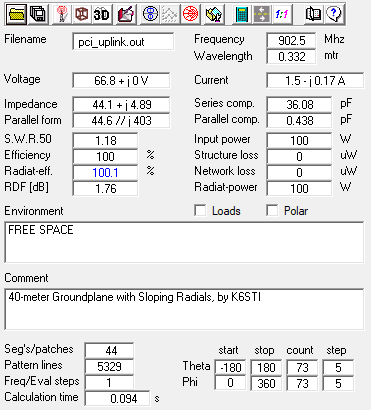 3D 1:1
Filename pci_uplink.out Frequency 902.5 Mhz
Wavelength 0.332 mtr
Voltage 66.8 + j 0 V Current 1.5 - j 0.17 A
Impedance 44.1 + j 4.89 Series comp. 36.08 pF
Parallel form 44.6 // j 403 Parallel comp. 0.438 pF
S.W.R.50 1.18 Input power 100 W
Efficiency 100 % Structure loss 0 uW
Radiat-eff. 100.1 % Network loss 0 uW
RDF [dB] 1.76 Radiat-power 100 W
Environment Loads Polar
FREE SPACE
Comment
40-meter Groundplane with Sloping Radials, by K6STI
Seg's/patches 44 start stop count step
Pattern lines 5329 Theta -180 180 73 5
Freq/Eval steps 1 Phi 0 360 73 5
Calculation time 0.094 s